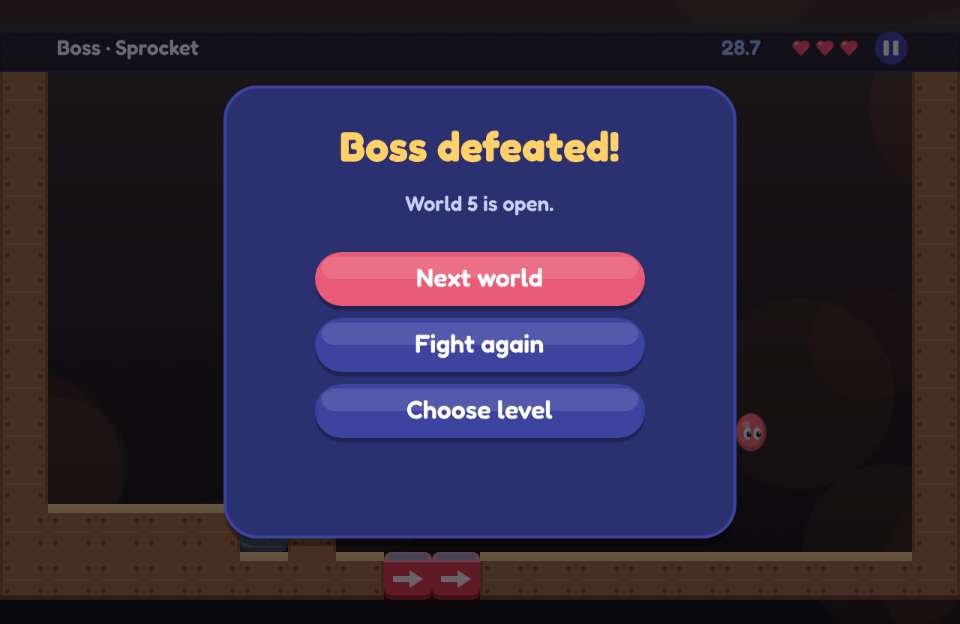 Boss · Sprocket
28.7
Boss defeated!
World 5 is open.
Next world
Fight again
Choose level